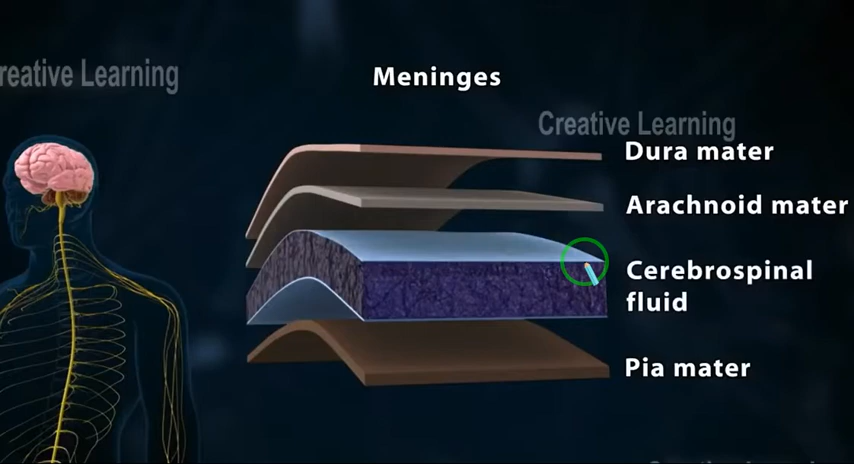 reative Learning
Meninges
Creative Learning
Dura mater
Arachnoid mater
Cerebrospinal
fluid
Pia mater